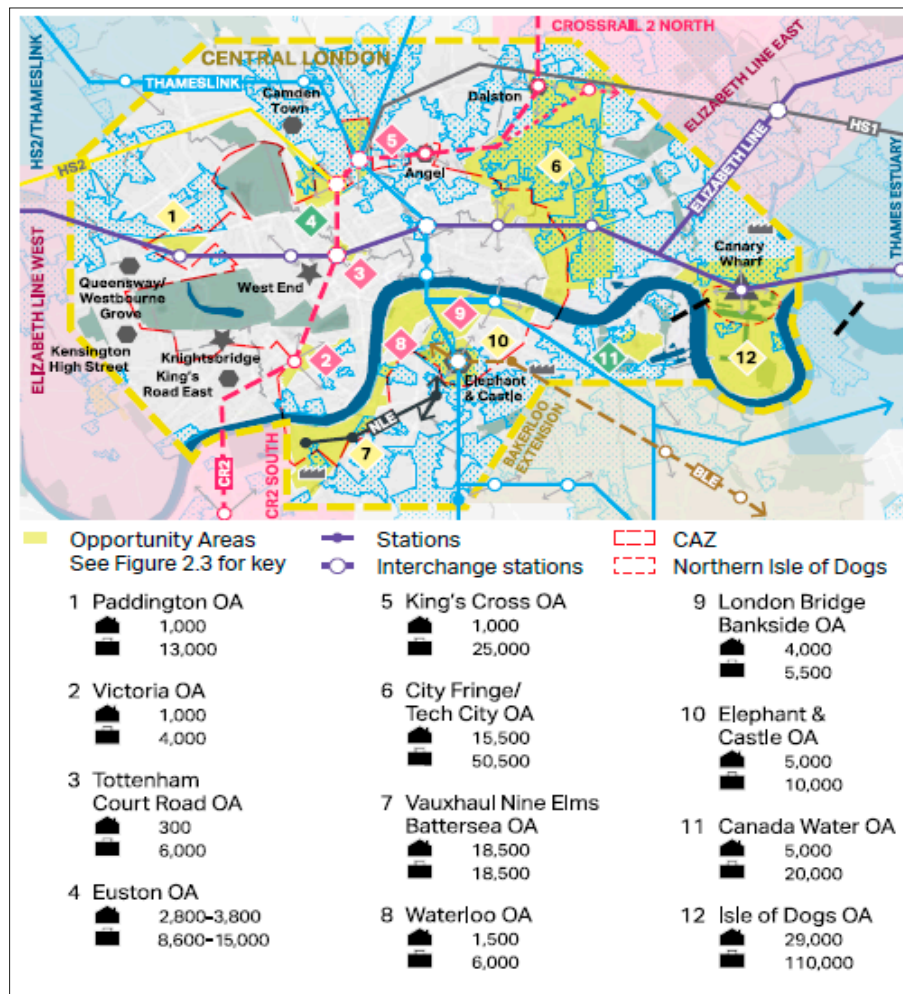 CROSSRAIL 2 NORTH
HS2/THAMESLINK
CENTRAL LONDON
THAMESLINK
Camden
Town
Dalston
ELIZABETH LINE EAST
HS1
HS2
5
Angel
6
ELIZABETH LINE
THAMES ESTUARY
1
4
Canary
Wharf
ELIZABETH LINE WEST
Queensway/
Westbourne
Grove
West End
3
9
Kensington
High Street
Knightsbridge
King's
Road East
2
8
10
11
12
Elephant
& Castle
NLE
BAKERLOO
EXTENSION
7
CR2
CR2 SOUTH
BLE
Opportunity Areas
See Figure 2.3 for key
Stations
Interchange stations
CAZ
Northern Isle of Dogs
1 Paddington OA
1,000
13,000
2 Victoria OA
1,000
4,000
3 Tottenham
Court Road OA
300
6,000
4 Euston OA
2,800–3,800
8,600–15,000
5 King's Cross OA
1,000
25,000
6 City Fringe/
Tech City OA
15,500
50,500
7 Vauxhaul Nine Elms
Battersea OA
18,500
18,500
8 Waterloo OA
1,500
6,000
9 London Bridge
Bankside OA
4,000
5,500
10 Elephant &
Castle OA
5,000
10,000
11 Canada Water OA
5,000
20,000
12 Isle of Dogs OA
29,000
110,000